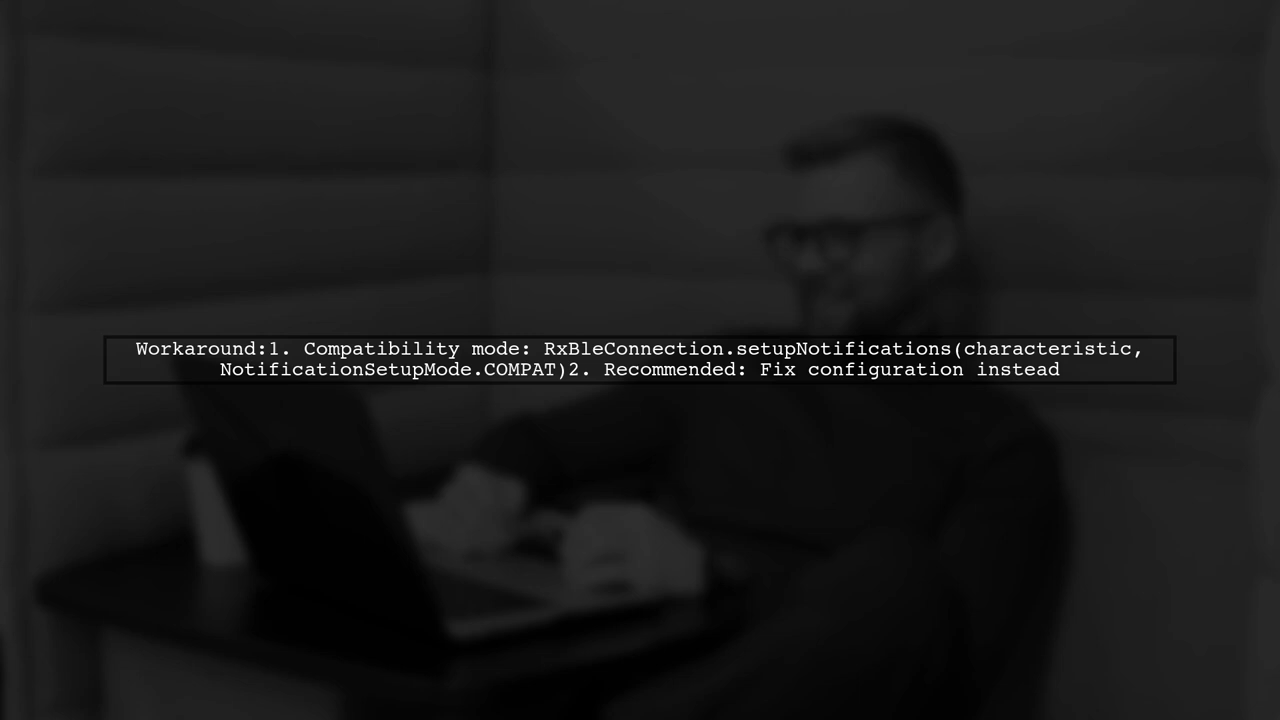 Workaround:1. Compatibility mode: RxBleConnection.setupNotifications(characteristic,
NotificationSetupMode.COMPAT)2. Recommended: Fix configuration instead